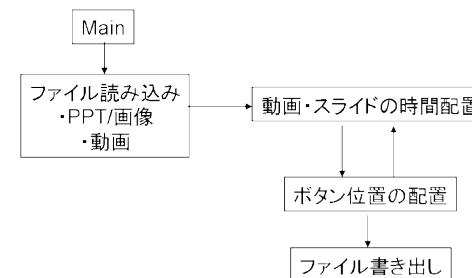 Main
ファイル読み込み
・PPT/画像
・動画
動画・スライドの時間配置
ボタン位置の配置
ファイル書き出し